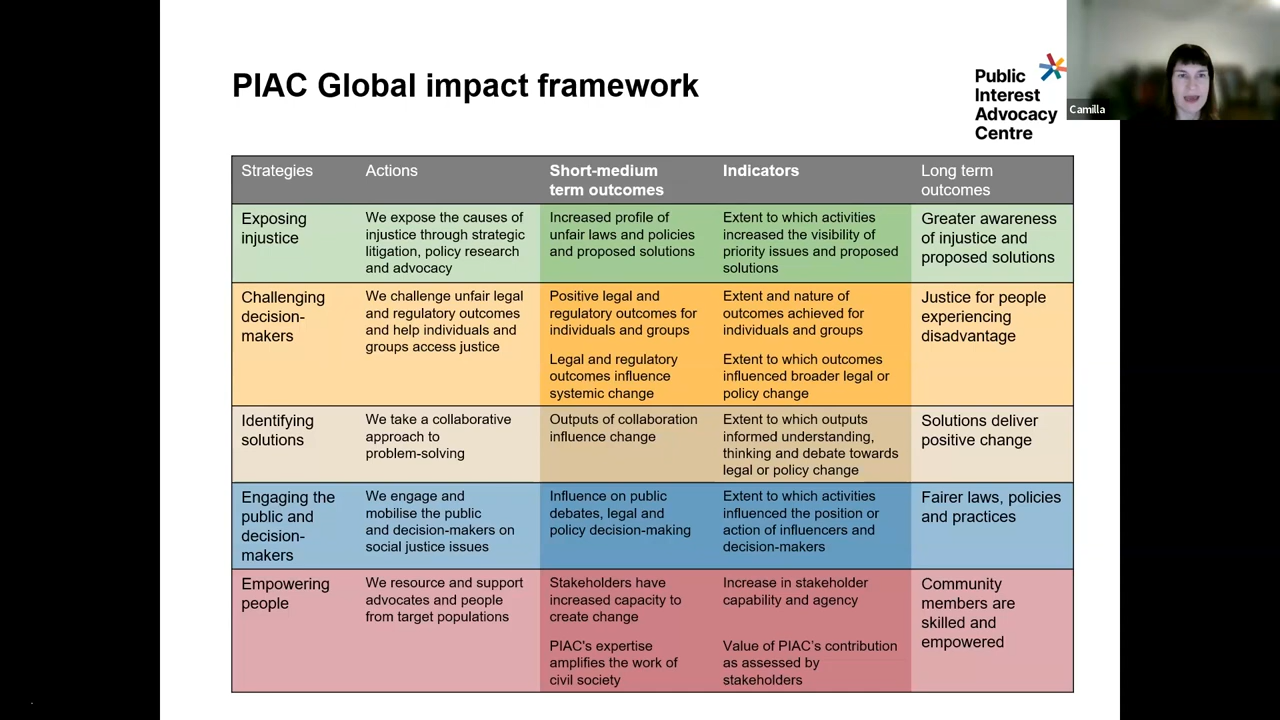 PIAC Global impact framework
Public
Interest
Advocacy
Centre
Camilla
Strategies
Actions
Short-medium
term outcomes
Indicators
Long term
outcomes
Exposing
injustice
We expose the causes of
injustice through strategic
litigation, policy research
and advocacy
Increased profile of
unfair laws and policies
and proposed solutions
Extent to which activities
increased the visibility of
priority issues and proposed
solutions
Greater awareness
of injustice and
proposed solutions
Challenging
decision-
makers
We challenge unfair legal
and regulatory outcomes
and help individuals and
groups access justice
Positive legal and
regulatory outcomes for
individuals and groups
Legal and regulatory
outcomes influence
systemic change
Extent and nature of
outcomes achieved for
individuals and groups
Extent to which outcomes
influenced broader legal or
policy change
Justice for people
experiencing
disadvantage
Identifying
solutions
We take a collaborative
approach to
problem-solving
Outputs of collaboration
influence change
Extent to which outputs
informed understanding,
thinking and debate towards
legal or policy change
Solutions deliver
positive change
Engaging the
public and
decision-
makers
We engage and
mobilise the public
and decision-makers on
social justice issues
Influence on public
debates, legal and
policy decision-making
Extent to which activities
influenced the position or
action of influencers and
decision-makers
Fairer laws, policies
and practices
Empowering
people
We resource and support
advocates and people
from target populations
Stakeholders have
increased capacity to
create change
PIAC's expertise
amplifies the work of
civil society
Increase in stakeholder
capability and agency
Value of PIAC's contribution
as assessed by
stakeholders
Community
members are
skilled and
empowered